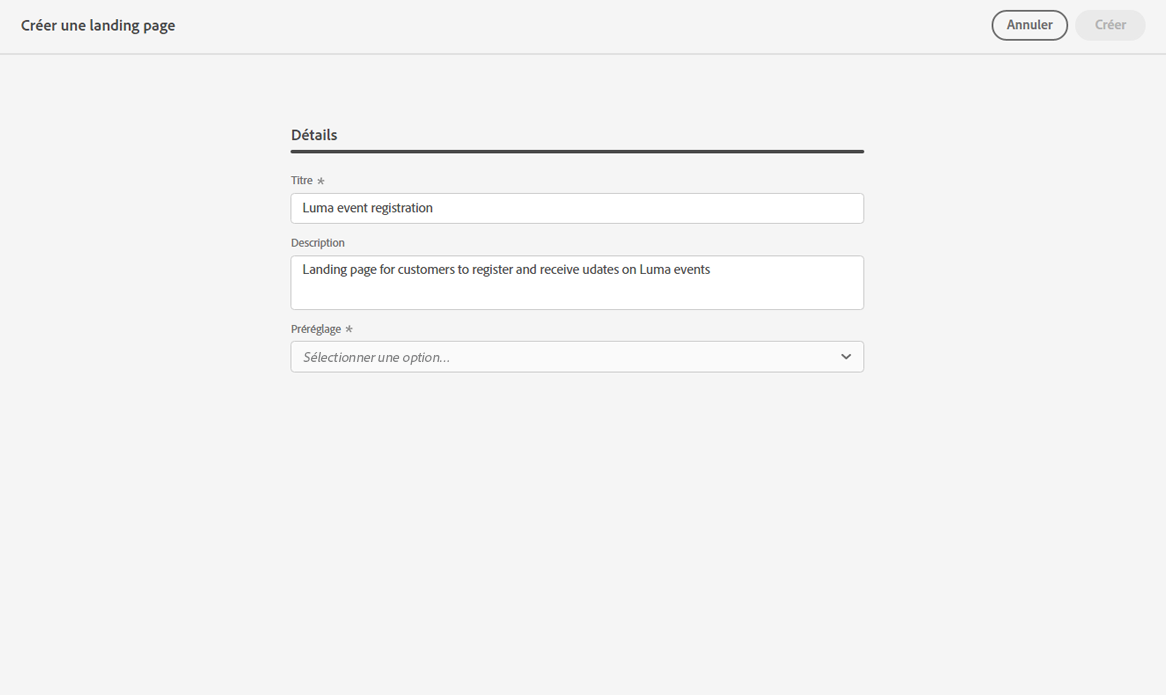 Créer une landing page
Annuler
Créer
Détails
Titre *
Luma event registration
Description
Landing page for customers to register and receive udates on Luma events
Préréglage *
Sélectionner une option...